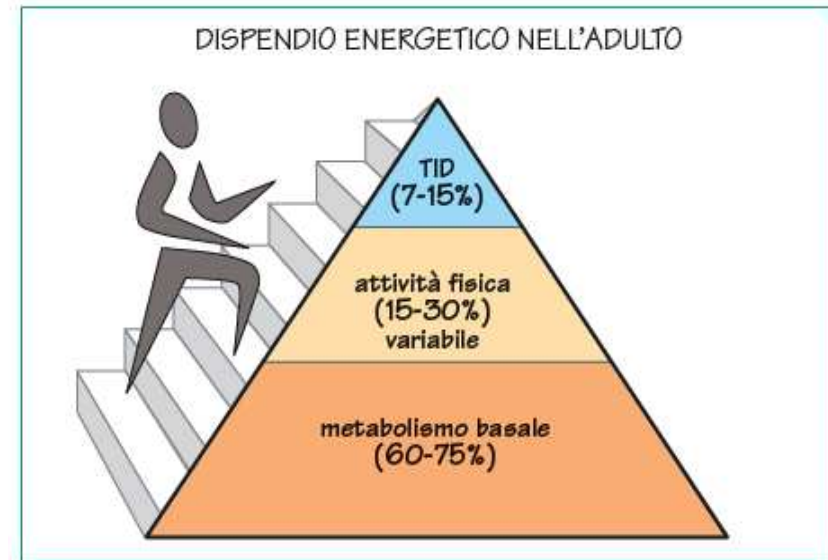 DISPENDIO ENERGETICO NELL'ADULTO
TID
(7-15%)
attività fisica
(15-30%)
variabile
metabolismo basale
(60-75%)